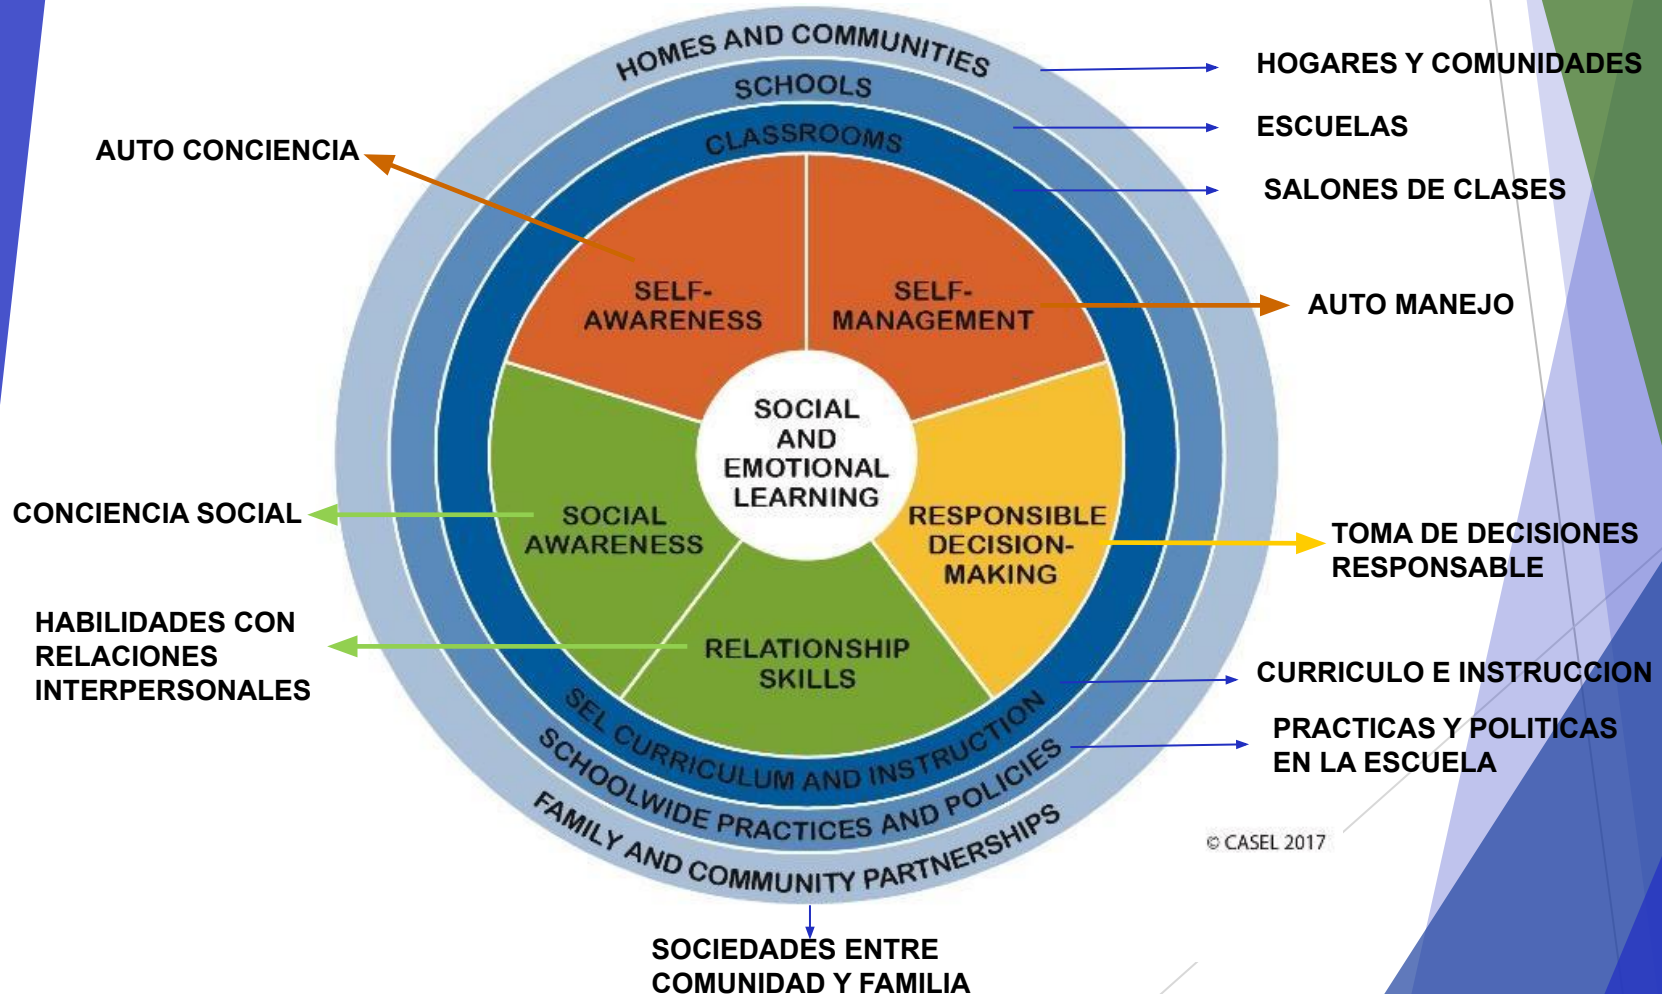 HOMES AND COMMUNITIES
SCHOOLS
CLASSROOMS
HOGARES Y COMUNIDADES
ESCUELAS
SALONES DE CLASES
AUTO CONCIENCIA
SELF-
AWARENESS
SELF-
MANAGEMENT
AUTO MANEJO
SOCIAL
AND
EMOTIONAL
LEARNING
CONCIENCIA SOCIAL
SOCIAL
AWARENESS
RESPONSIBLE
DECISION-
MAKING
TOMA DE DECISIONES
RESPONSABLE
HABILIDADES CON
RELACIONES
INTERPERSONALES
RELATIONSHIP
SKILLS
SEL CURRICULUM AND INSTRUCTION
SCHOOLWIDE PRACTICES AND POLICIES
FAMILY AND COMMUNITY PARTNERSHIPS
CURRICULO E INSTRUCCION
PRACTICAS Y POLITICAS
EN LA ESCUELA
© CASEL 2017
SOCIEDADES ENTRE
COMUNIDAD Y FAMILIA